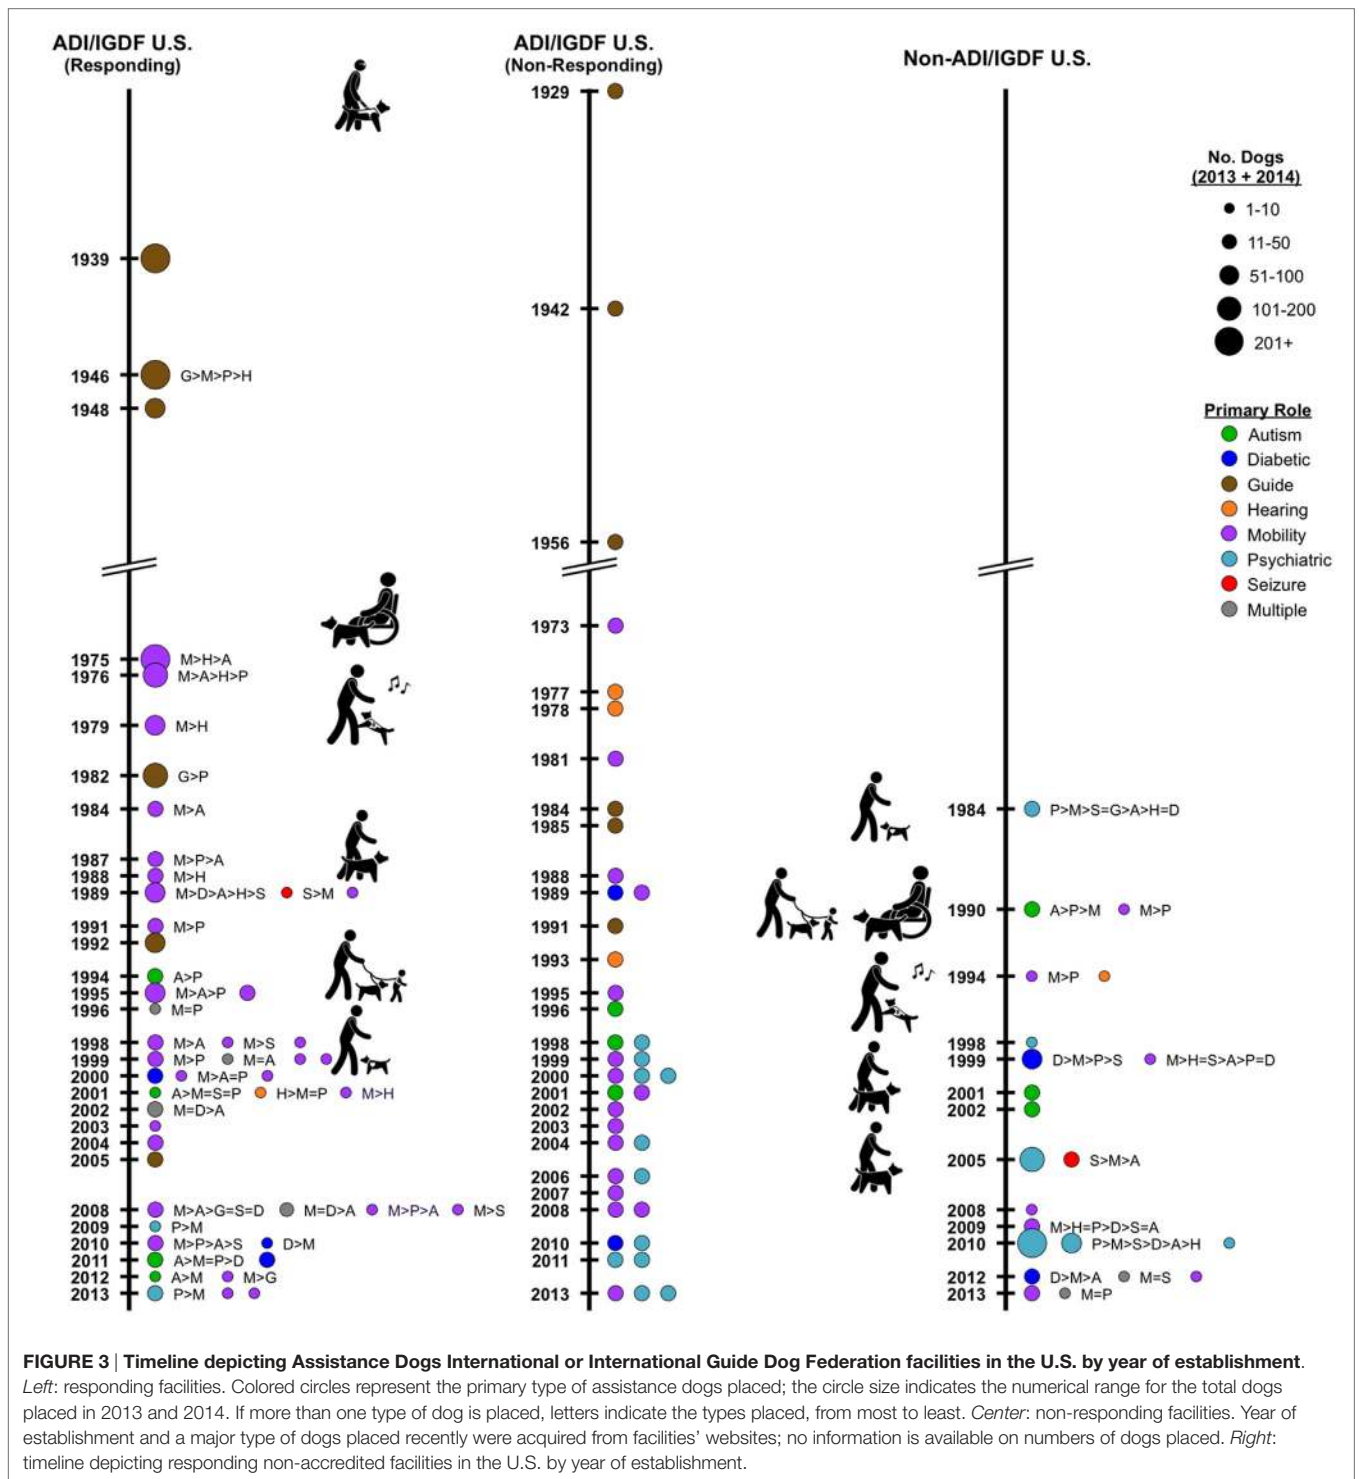 ADI/IGDF U.S.
(Responding)
1939
1946 G>M>P>H
1948
1975 M>H>A
1976 M>A>H>P
1979 M>H
1982 G>P
1984 M>A
1987 M>P>A
1988 M>H
1989 M>D>A>H>S S>M
1991 M>P
1992
1994 A>P
1995 M>A>P
1996 M=P
1998 M>A M>S
1999 M>P M=A
2000 M>A=P
2001 A>M=S=P H>M=P M>H
2002 M=D>A
2003
2004
2005
2008 M>A>G=S=D M=D>A M>P>A M>S
2009 P>M
2010 M>P>A>S D>M
2011 A>M=P>D
2012 A>M M>G
2013 P>M
ADI/IGDF U.S.
(Non-Responding)
1929
1942
1956
1973
1977
1978
1981
1984
1985
1988
1989
1991
1993
1995
1996
1998
1999
2000
2001
2002
2003
2004
2006
2007
2008
2010
2011
2013
Non-ADI/IGDF U.S.
1984 P>M>S=G>A>H=D
1990 A>P>M M>P
1994 M>P
1998
1999 D>M>P>S M>H=S>A>P=D
2001
2002
2005 S>M>A
2008
2009 M>H=P>D>S=A
2010 P>M>S>D>A>H
2012 D>M>A M=S
2013 M=P
No. Dogs
(2013 + 2014)
1-10
11-50
51-100
101-200
201+
Primary Role
Autism
Diabetic
Guide
Hearing
Mobility
Psychiatric
Seizure
Multiple
FIGURE 3 | Timeline depicting Assistance Dogs International or International Guide Dog Federation facilities in the U.S. by year of establishment.
Left: responding facilities. Colored circles represent the primary type of assistance dogs placed; the circle size indicates the numerical range for the total dogs
placed in 2013 and 2014. If more than one type of dog is placed, letters indicate the types placed, from most to least. Center: non-responding facilities. Year of
establishment and a major type of dogs placed recently were acquired from facilities' websites; no information is available on numbers of dogs placed. Right:
timeline depicting responding non-accredited facilities in the U.S. by year of establishment.